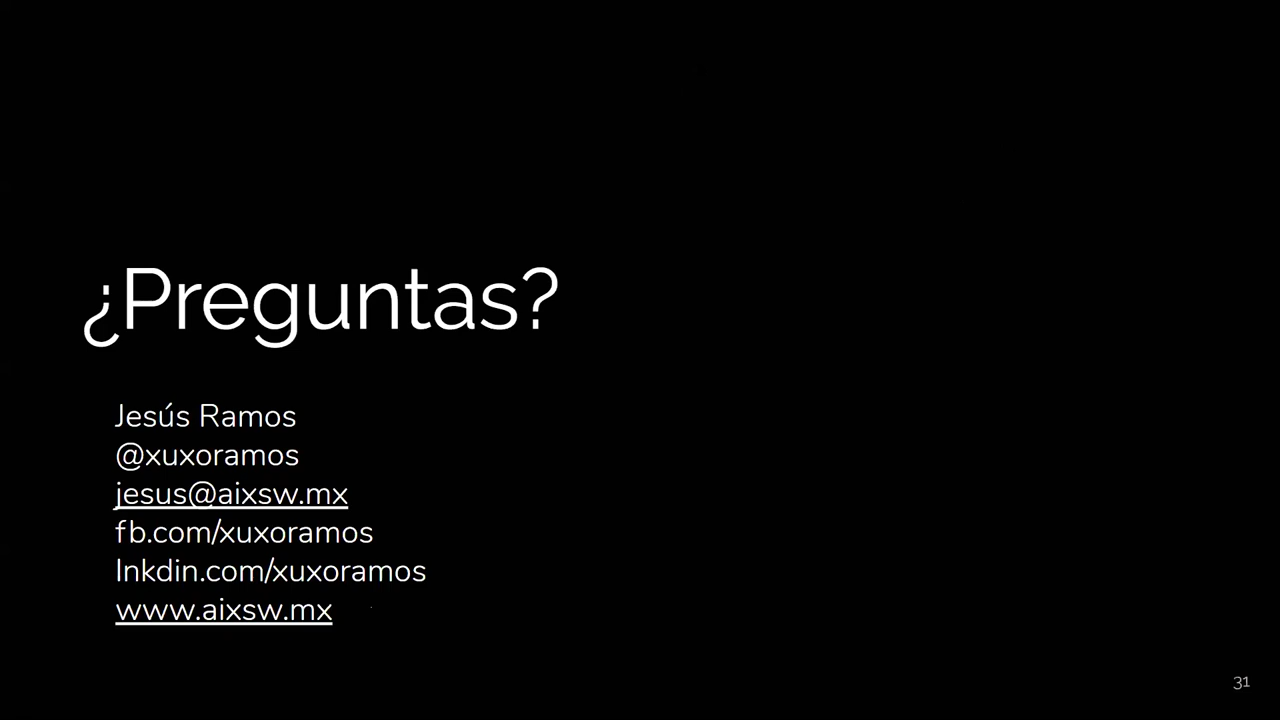 ¿Preguntas?
Jesús Ramos
@xuxoramos
jesus@aixsw.mx
fb.com/xuxoramos
lnkdin.com/xuxoramos
www.aixsw.mx
31